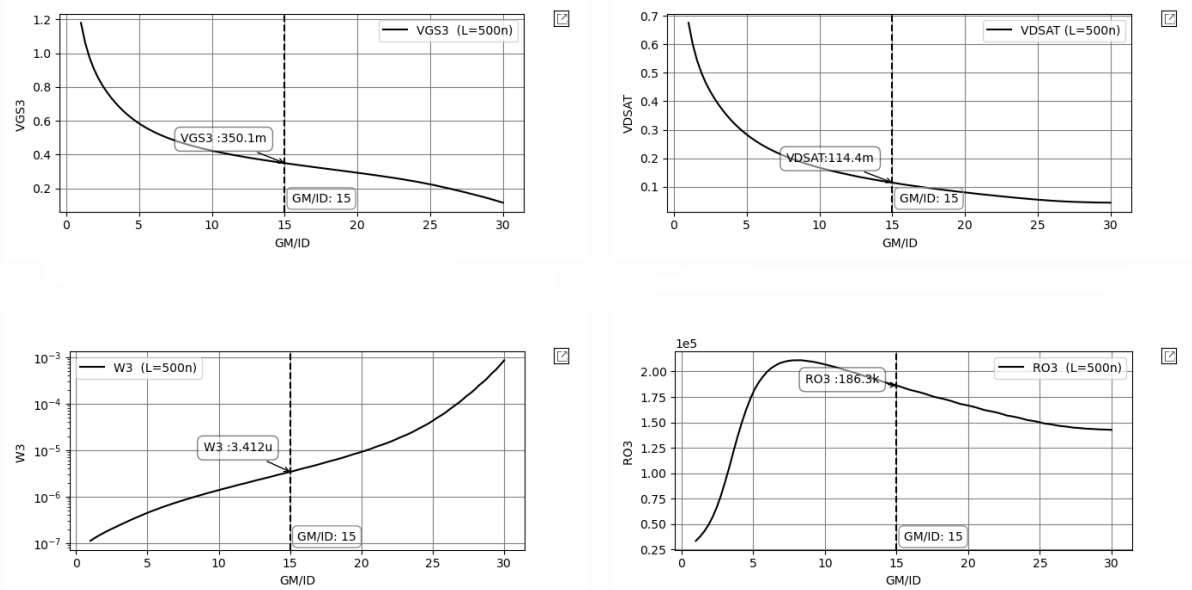 VGS3 (L=500n)
1.2
1.0
0.8
0.6
0.4
0.2
VGS3
VGS3 :350.1m
GM/ID: 15
0 5 10 15 20 25 30
GM/ID
VDSAT (L=500n)
0.7
0.6
0.5
0.4
0.3
0.2
0.1
VDSAT
VDSAT:114.4m
GM/ID: 15
0 5 10 15 20 25 30
GM/ID
W3 (L=500n)
10⁻³
10⁻⁴
10⁻⁵
10⁻⁶
10⁻⁷
W3
W3 :3.412u
GM/ID: 15
0 5 10 15 20 25 30
GM/ID
1e5
RO3 (L=500n)
2.00
1.75
1.50
1.25
1.00
0.75
0.50
0.25
RO3
RO3 :186.3k
GM/ID: 15
0 5 10 15 20 25 30
GM/ID